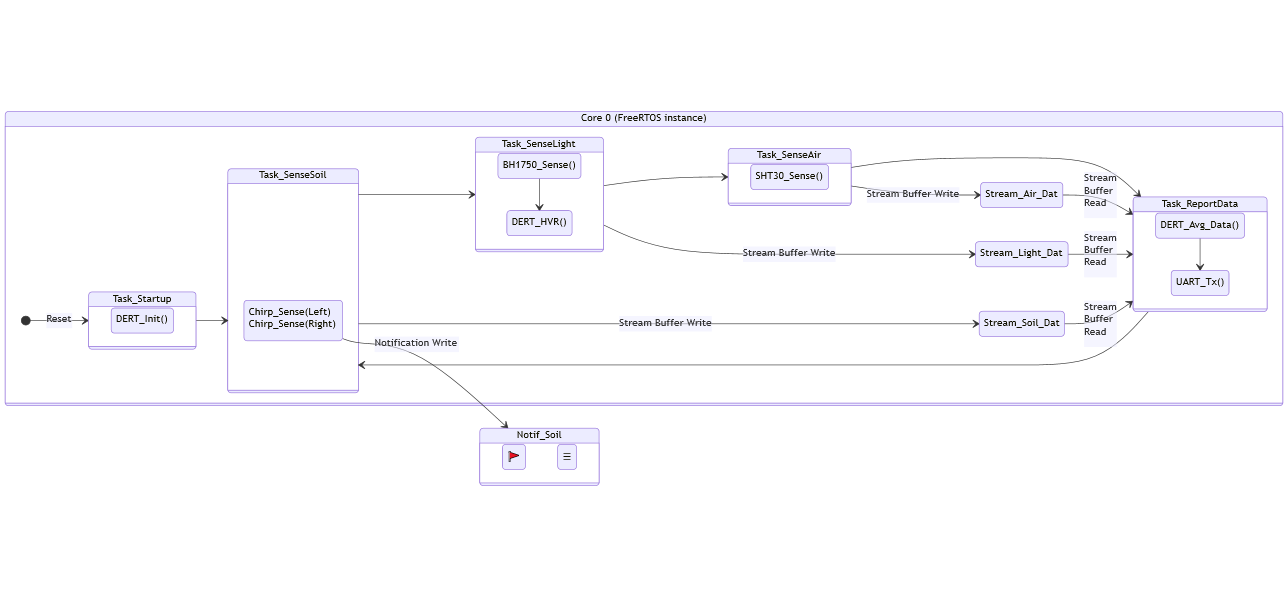 Core 0 (FreeRTOS instance)
Task_SenseLight
BH1750_Sense()
DERT_HVR()
Task_SenseAir
SHT30_Sense()
Task_SenseSoil
Chirp_Sense(Left)
Chirp_Sense(Right)
Task_Startup
DERT_Init()
Reset
Stream Buffer Write
Stream_Air_Dat
Stream
Buffer
Read
Task_ReportData
DERT_Avg_Data()
UART_Tx()
Stream Buffer Write
Stream_Light_Dat
Stream
Buffer
Read
Stream Buffer Write
Stream_Soil_Dat
Stream
Buffer
Read
Notification Write
Notif_Soil